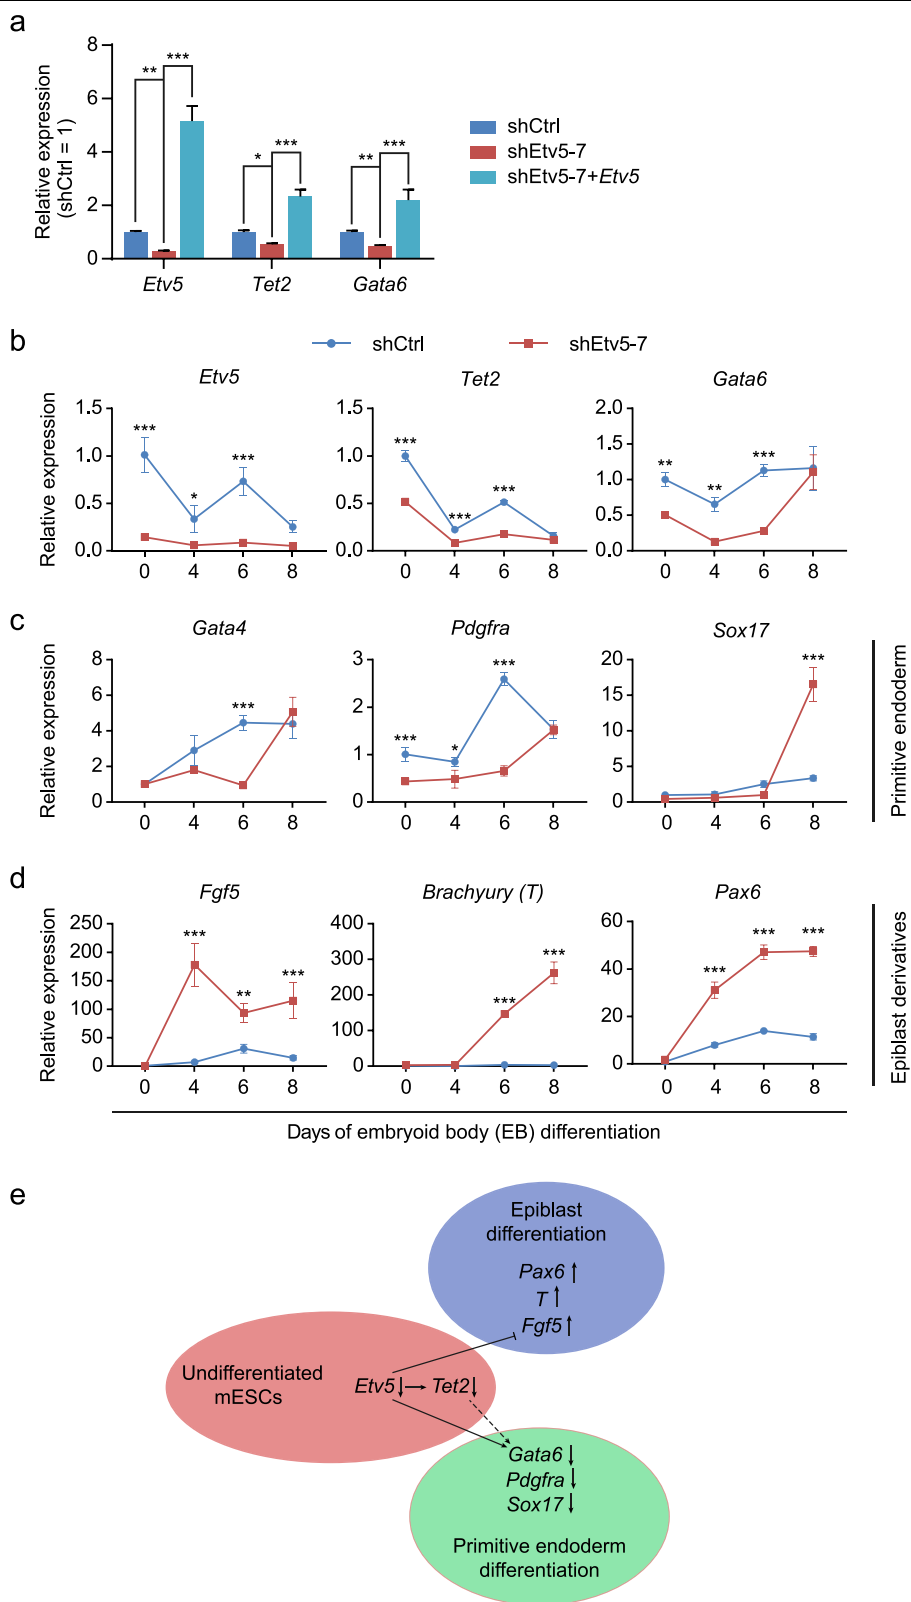 a
Relative expression
(shCtrl = 1)
8
6
4
2
0
** ***
* ***
** ***
Etv5 Tet2 Gata6
shCtrl
shEtv5-7
shEtv5-7+Etv5
b
shCtrl shEtv5-7
Etv5 Tet2 Gata6
Relative expression
1.5
1.0
0.5
0.0
*** * ***
0 4 6 8
1.5
1.0
0.5
0.0
*** *** ***
0 4 6 8
2.0
1.5
1.0
0.5
0.0
** ** ***
0 4 6 8
c
Gata4 Pdgfra Sox17
Relative expression
8
6
4
2
0
***
0 4 6 8
3
2
1
0
*** * ***
0 4 6 8
20
15
10
5
0
***
0 4 6 8
Primitive endoderm
d
Fgf5 Brachyury (T) Pax6
Relative expression
250
200
150
100
50
0
*** ** ***
0 4 6 8
400
300
200
100
0
*** ***
0 4 6 8
60
40
20
0
*** *** ***
0 4 6 8
Epiblast derivatives
Days of embryoid body (EB) differentiation
e
Epiblast
differentiation
Pax6↑
T↑
Fgf5↑
Undifferentiated
mESCs
Etv5↓→Tet2↓
Gata6↓
Pdgfra↓
Sox17↓
Primitive endoderm
differentiation